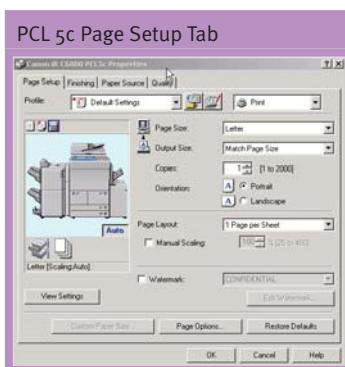 PCL 5c Page Setup Tab
Canon iR C6800 PCL5c Properties
Page Setup Finishing Paper Source Quality
Profile: Default Settings Print
Page Size: Letter
Output Size: Match Page Size
Copies: 1 [1 to 2000]
Orientation: A Portrait
A Landscape
Auto
Page Layout: 1 Page per Sheet
Manual Scaling: 100 % [25 to 400]
Letter [Scaling:Auto]
Watermark: CONFIDENTIAL
View Settings Edit Watermark...
Custom Paper Size... Page Options... Restore Defaults
OK Cancel Help